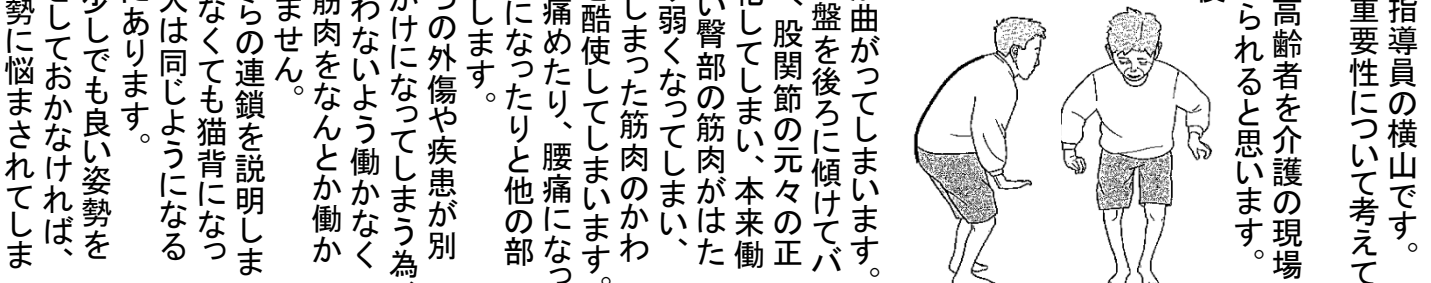 指導員の横山です。
重要性について考えて
高齢者を介護の現場
られると思います。
が曲がってしまいます。
盤を後ろに傾けてバ
、股関節の元々の正
化してしまい、本来働
い臀部の筋肉がはた
弱くなってしまい、
しまった筋肉のかわ
酷使してしまいます。
痛めたり、腰痛になっ
になったりと他の部
します。
つの外傷や疾患が別
かけになってしまう為、
わないよう働かなく
筋肉をなんとか働か
ません。
らの連鎖を説明しま
なくても猫背になっ
は同じようになる
にあります。
少しでも良い姿勢を
としておかなければ、
勢に悩まされてしま